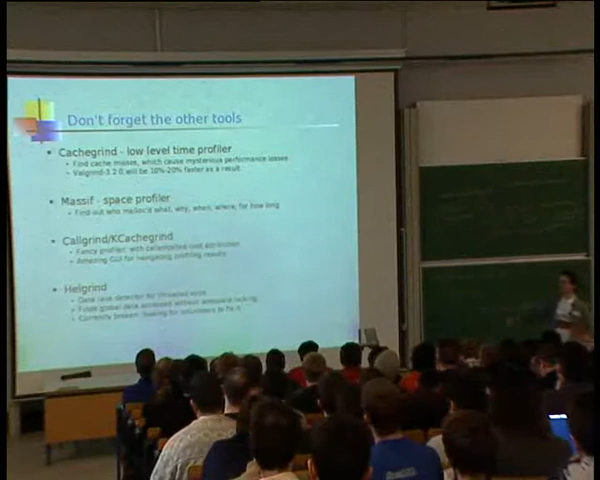 Don't forget the other tools
Cachegrind - low level time profiler
Find cache misses, which cause mysterious performance losses
Valgrind-3.2.0 will be 10%-20% faster as a result
Massif - space profiler
Find out who malloc'd what, why, when, where, for how long
Callgrind/KCachegrind
Fancy profiler, with call/callee cost attribution
Amazing GUI for navigating profiling results
Helgrind
Data race detector for threaded code
Finds global data accessed without adequate locking
Currently broken; looking for volunteers to fix it